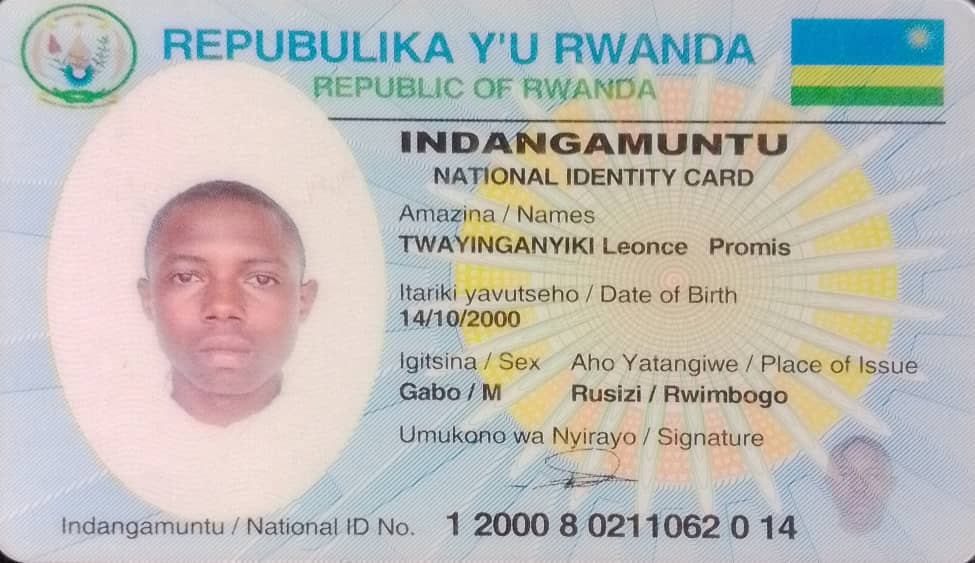 REPUBULIKA Y'U RWANDA
REPUBLIC OF RWANDA
INDANGAMUNTU
NATIONAL IDENTITY CARD
Amazina / Names
TWAYINGANYIKI Leonce Promis
Itariki yavutseho / Date of Birth
14/10/2000
Igitsina / Sex Aho Yatangiwe / Place of Issue
Gabo / M Rusizi / Rwimbogo
Umukono wa Nyirayo / Signature
Indangamuntu / National ID No. 1 2000 8 0211062 0 14